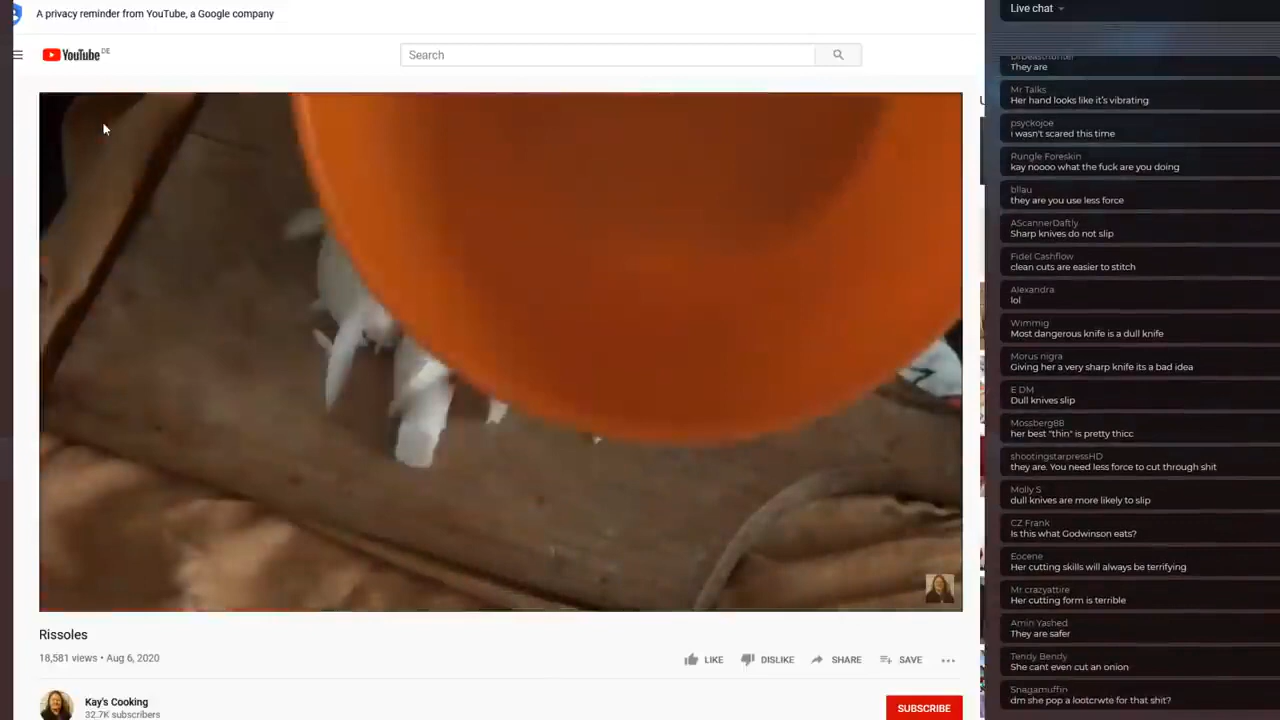 A privacy reminder from YouTube, a Google company
YouTube DE
Search
Rissoles
18,581 views • Aug 6, 2020
LIKE
DISLIKE
SHARE
SAVE
Kay's Cooking
32.7K subscribers
SUBSCRIBE
Live chat
DrBeasthunter
They are
Mr Talks
Her hand looks like it's vibrating
psyckojoe
i wasn't scared this time
Rungle Foreskin
kay noooo what the fuck are you doing
bllau
they are you use less force
AScannerDaftly
Sharp knives do not slip
Fidel Cashflow
clean cuts are easier to stitch
Alexandra
lol
Wimmig
Most dangerous knife is a dull knife
Morus nigra
Giving her a very sharp knife its a bad idea
E DM
Dull knives slip
Mossberg88
her best "thin" is pretty thicc
shootingstarpressHD
they are. You need less force to cut through shit
Molly S
dull knives are more likely to slip
CZ Frank
Is this what Godwinson eats?
Eocene
Her cutting skills will always be terrifying
Mr.crazyattire
Her cutting form is terrible
Amin Yashed
They are safer
Tendy Bendy
She cant even cut an onion
Snagamuffin
dm she pop a lootcrwte for that shit?